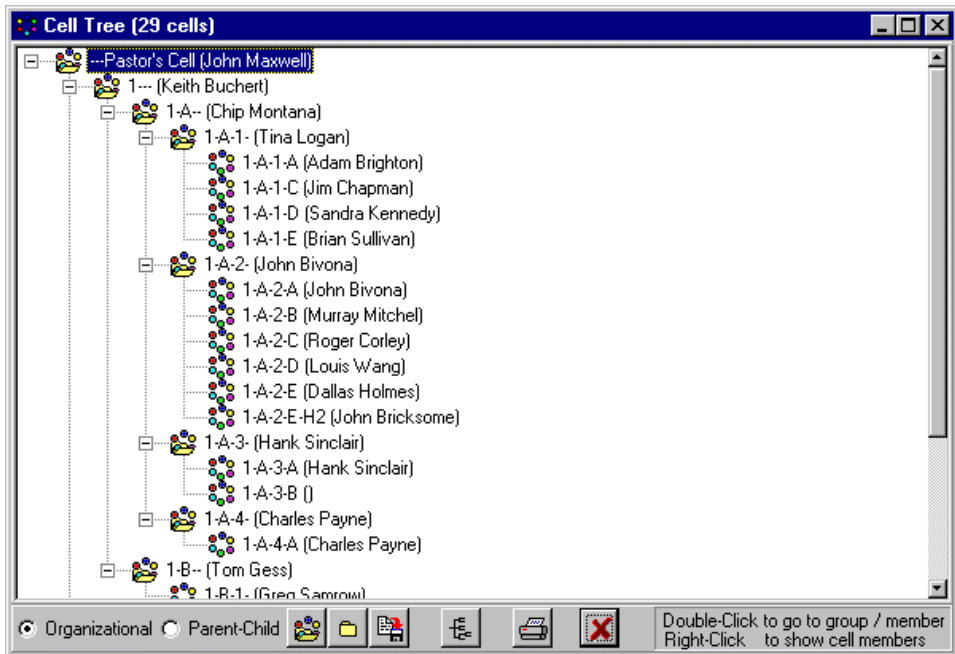 Cell Tree (29 cells)
---Pastor's Cell (John Maxwell)
1--- (Keith Buchert)
1-A-- (Chip Montana)
1-A-1- (Tina Logan)
1-A-1-A (Adam Brighton)
1-A-1-C (Jim Chapman)
1-A-1-D (Sandra Kennedy)
1-A-1-E (Brian Sullivan)
1-A-2- (John Bivona)
1-A-2-A (John Bivona)
1-A-2-B (Murray Mitchel)
1-A-2-C (Roger Corley)
1-A-2-D (Louis Wang)
1-A-2-E (Dallas Holmes)
1-A-2-E-H2 (John Bricksome)
1-A-3- (Hank Sinclair)
1-A-3-A (Hank Sinclair)
1-A-3-B ()
1-A-4- (Charles Payne)
1-A-4-A (Charles Payne)
1-B-- (Tom Gess)
1-B-1- (Greg Samrow)
Organizational Parent-Child
Double-Click to go to group / member
Right-Click to show cell members